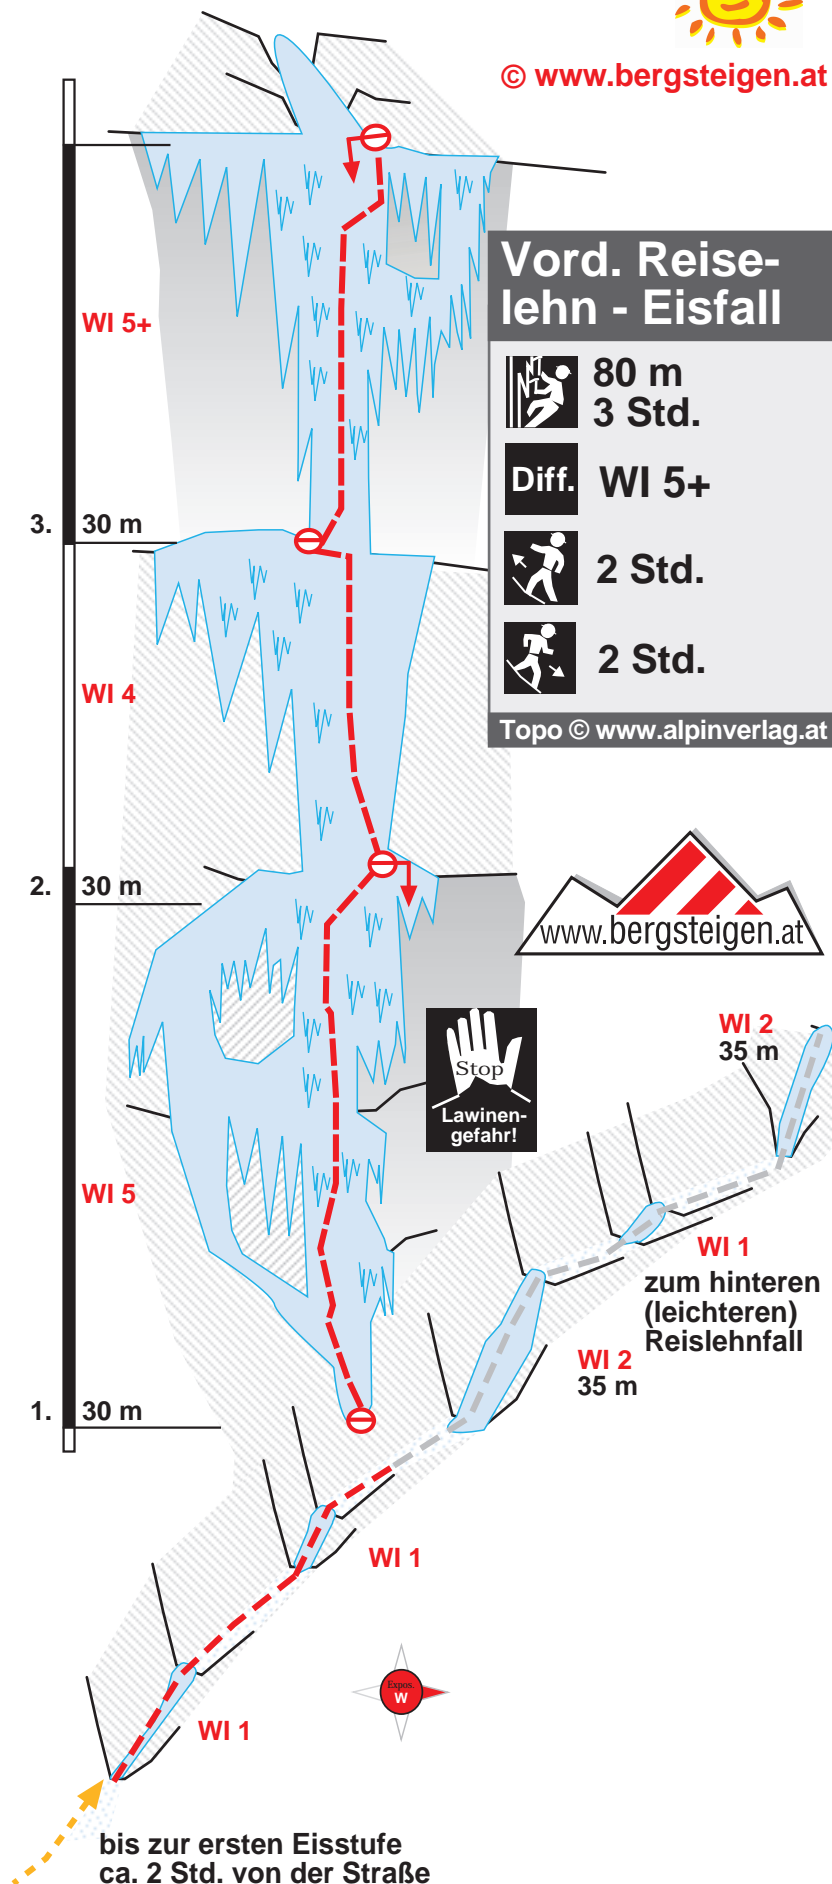 © www.bergsteigen.at
Vord. Reise-
lehn - Eisfall
80 m
3 Std.
Diff. WI 5+
2 Std.
2 Std.
Topo © www.alpinverlag.at
WI 5+
3. 30 m
WI 4
2. 30 m
www.bergsteigen.at
Stop
Lawinen-
gefahr!
WI 2
35 m
WI 5
WI 1
zum hinteren
(leichteren)
Reislehnfall
WI 2
35 m
1. 30 m
WI 1
Expos.
W
WI 1
bis zur ersten Eisstufe
ca. 2 Std. von der Straße